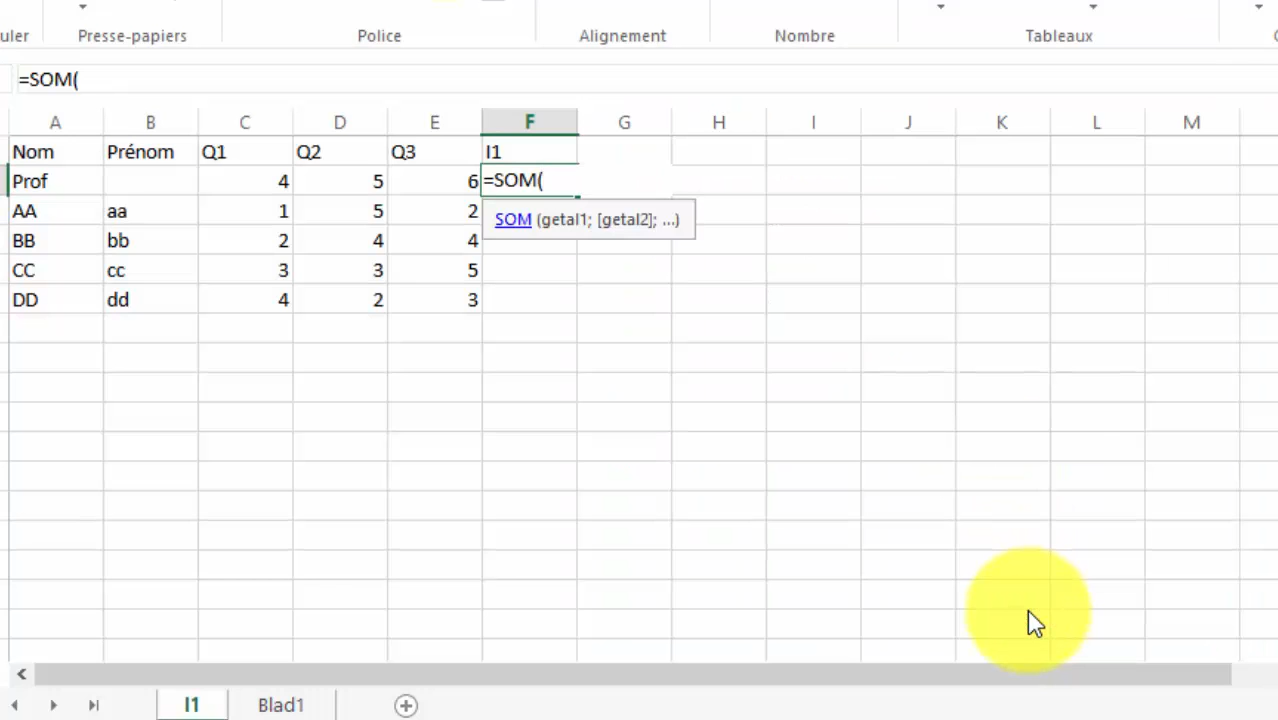 uler Presse-papiers Police Alignement Nombre Tableaux
=SOM(
A B C D E F G H I J K L M
Nom Prénom Q1 Q2 Q3 I1
Prof 4 5 6 =SOM(
AA aa 1 5 2
SOM (getal1; [getal2]; ...)
BB bb 2 4 4
CC cc 3 3 5
DD dd 4 2 3
I1 Blad1